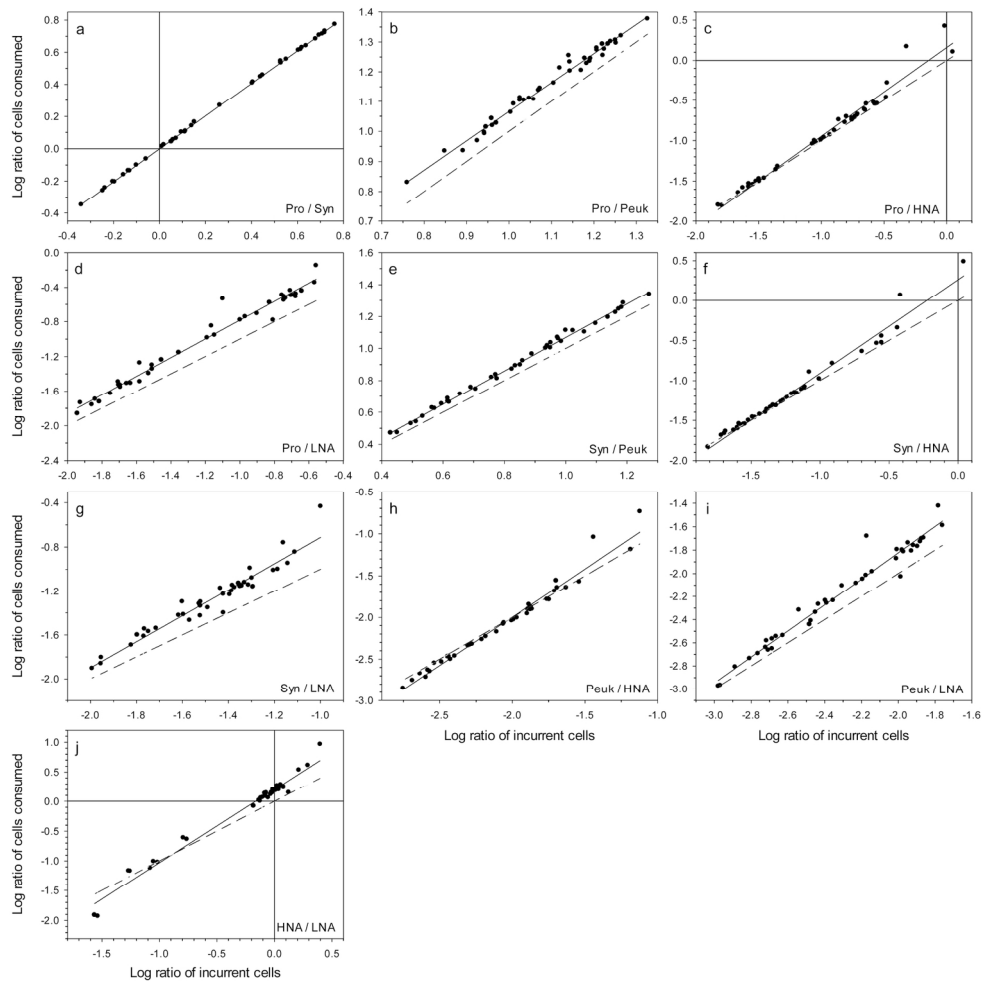 a
b
c
0.8
0.6
0.4
0.2
0.0
-0.2
-0.4
1.4
1.3
1.2
1.1
1.0
0.9
0.8
0.7
0.5
0.0
-0.5
-1.0
-1.5
-2.0
Log ratio of cells consumed
Pro / Syn
Pro / Peuk
Pro / HNA
-0.4 -0.2 0.0 0.2 0.4 0.6 0.8
0.7 0.8 0.9 1.0 1.1 1.2 1.3
-2.0 -1.5 -1.0 -0.5 0.0
d
e
f
0.0
-0.4
-0.8
-1.2
-1.6
-2.0
-2.4
1.6
1.4
1.2
1.0
0.8
0.6
0.4
0.5
0.0
-0.5
-1.0
-1.5
-2.0
Log ratio of cells consumed
Pro / LNA
Syn / Peuk
Syn / HNA
-2.0 -1.8 -1.6 -1.4 -1.2 -1.0 -0.8 -0.6 -0.4
0.4 0.6 0.8 1.0 1.2
-1.5 -1.0 -0.5 0.0
g
h
i
-0.4
-0.8
-1.2
-1.6
-2.0
-0.5
-1.0
-1.5
-2.0
-2.5
-3.0
-1.4
-1.6
-1.8
-2.0
-2.2
-2.4
-2.6
-2.8
-3.0
Log ratio of cells consumed
Syn / LNA
Peuk / HNA
Peuk / LNA
-2.0 -1.8 -1.6 -1.4 -1.2 -1.0
-2.5 -2.0 -1.5 -1.0
-3.0 -2.8 -2.6 -2.4 -2.2 -2.0 -1.8 -1.6
Log ratio of incurrent cells
Log ratio of incurrent cells
j
1.0
0.5
0.0
-0.5
-1.0
-1.5
-2.0
Log ratio of cells consumed
HNA / LNA
-1.5 -1.0 -0.5 0.0 0.5
Log ratio of incurrent cells